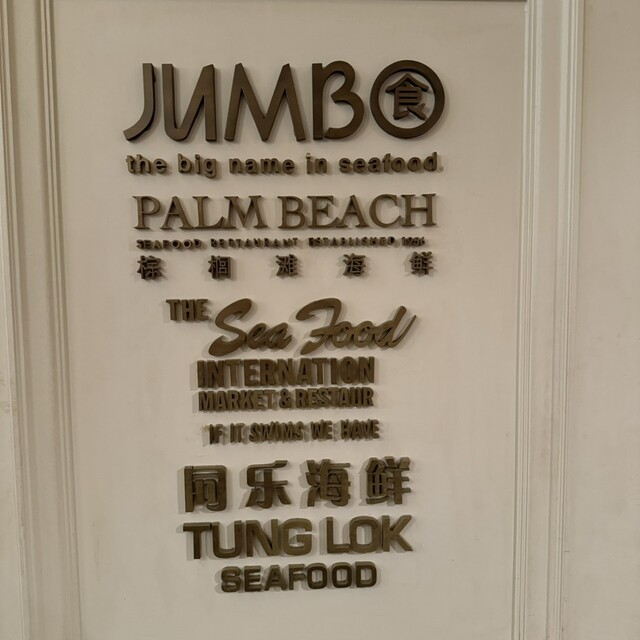 JUMBO 食
the big name in seafood.
PALM BEACH
SEAFOOD RESTAURANT ESTABLISHED
棕榈滩海鲜
THE Sea Food
INTERNATION
MARKET & RESTAUR
IF IT SWIMS WE HAVE
同乐海鲜
TUNG LOK
SEAFOOD